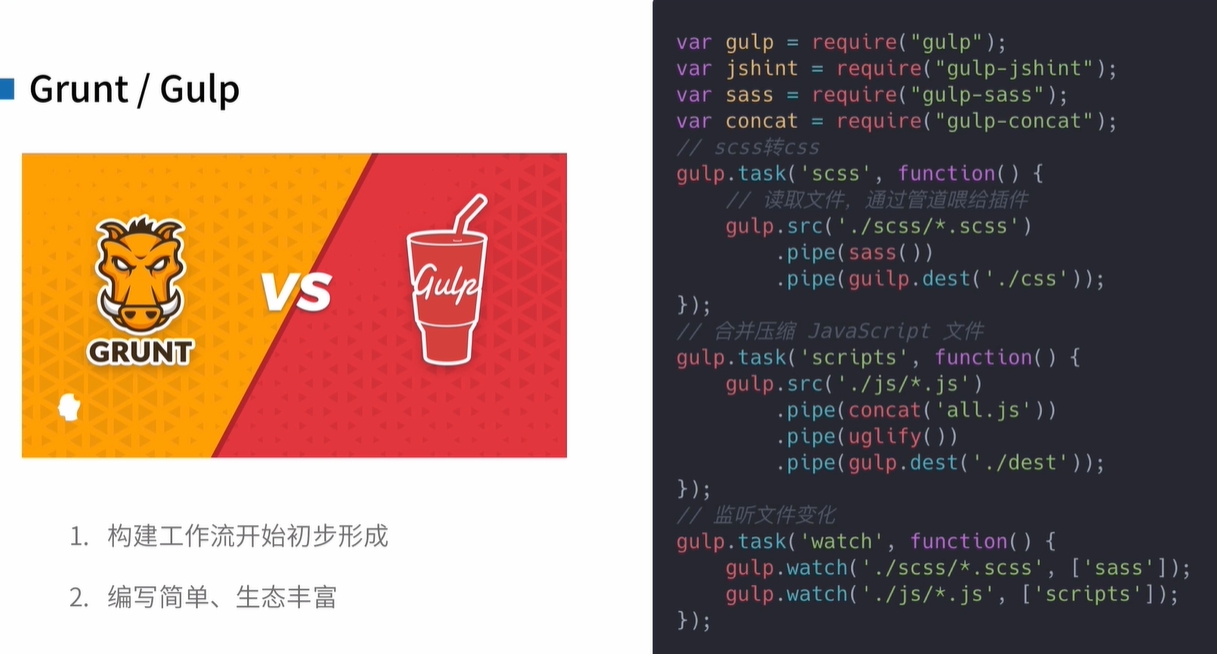 Grunt / Gulp
GRUNT
VS
Gulp
1. 构建工作流开始初步形成
2. 编写简单、生态丰富
var gulp = require("gulp");
var jshint = require("gulp-jshint");
var sass = require("gulp-sass");
var concat = require("gulp-concat");
// scss转css
gulp.task('scss', function() {
    // 读取文件，通过管道喂给插件
    gulp.src('./scss/*.scss')
        .pipe(sass())
        .pipe(guilp.dest('./css'));
});
// 合并压缩 JavaScript 文件
gulp.task('scripts', function() {
    gulp.src('./js/*.js')
        .pipe(concat('all.js'))
        .pipe(uglify())
        .pipe(gulp.dest('./dest'));
});
// 监听文件变化
gulp.task('watch', function() {
    gulp.watch('./scss/*.scss', ['sass']);
    gulp.watch('./js/*.js', ['scripts']);
});